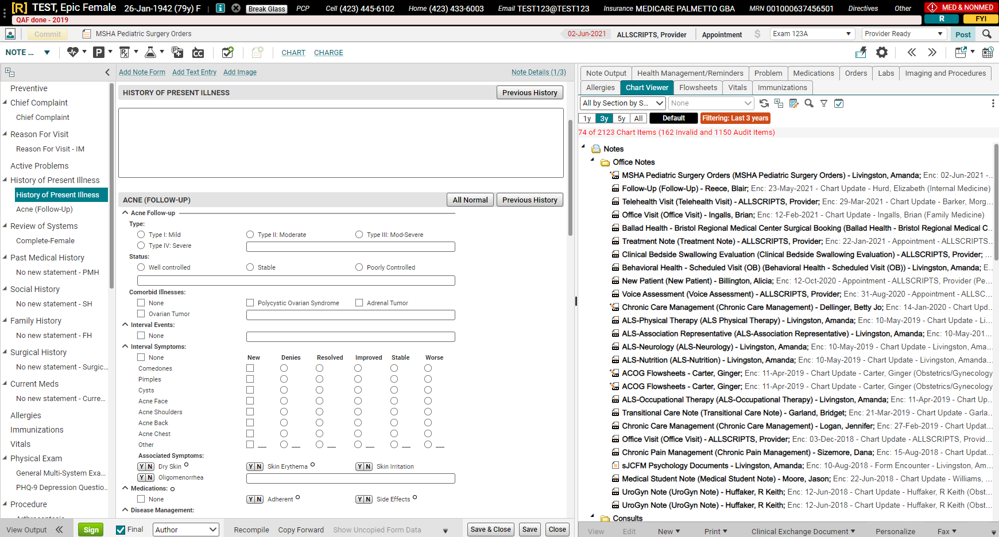 [R] TEST, Epic Female 26-Jan-1942 (79y) F Break Glass PCP Cell (423) 445-6102 Home (423) 433-6003 Email TEST123@TEST123 Insurance MEDICARE PALMETTO GBA MRN 001000637456501 Directives Other MED & NONMED
QAF done - 2019 R FYI
Commit MSHA Pediatric Surgery Orders 02-Jun-2021 ALLSCRIPTS, Provider Appointment $ Exam 123A Provider Ready Post
NOTE ... CHART CHARGE
Add Note Form Add Text Entry Add Image Note Details (1/3)
Preventive
Chief Complaint
Chief Complaint
Reason For Visit
Reason For Visit - IM
Active Problems
History of Present Illness
History of Present Illness
Acne (Follow-Up)
Review of Systems
Complete-Female
Past Medical History
No new statement - PMH
Social History
No new statement - SH
Family History
No new statement - FH
Surgical History
No new statement - Surgic...
Current Meds
No new statement - Curre...
Allergies
Immunizations
Vitals
Physical Exam
General Multi-System Exa...
PHQ-9 Depression Questio...
Procedure
HISTORY OF PRESENT ILLNESS Previous History
ACNE (FOLLOW-UP) All Normal Previous History
Acne Follow-up
Type:
Type I: Mild Type II: Moderate Type III: Mod-Severe
Type IV: Severe
Status:
Well controlled Stable Poorly Controlled
Comorbid Illnesses:
None Polycystic Ovarian Syndrome Adrenal Tumor
Ovarian Tumor
Interval Events:
None
Interval Symptoms:
None New Denies Resolved Improved Stable Worse
Comedones
Pimples
Cysts
Acne Face
Acne Shoulders
Acne Back
Acne Chest
Other
Associated Symptoms:
Y N Dry Skin Y N Skin Erythema Y N Skin Irritation
Y N Oligomenorrhea
Medications:
None Y N Adherent Y N Side Effects
Disease Management:
Note Output Health Management/Reminders Problem Medications Orders Labs Imaging and Procedures
Allergies Chart Viewer Flowsheets Vitals Immunizations
All by Section by S... None
1y 3y 5y All Default Filtering: Last 3 years
74 of 2123 Chart Items (162 Invalid and 1150 Audit Items)
Notes
Office Notes
MSHA Pediatric Surgery Orders (MSHA Pediatric Surgery Orders) - Livingston, Amanda; Enc: 02-Jun-2021 -...
Follow-Up (Follow-Up) - Reece, Blair; Enc: 23-May-2021 - Chart Update - Hurd, Elizabeth (Internal Medicine)
Telehealth Visit (Telehealth Visit) - ALLSCRIPTS, Provider; Enc: 29-Mar-2021 - Chart Update - Barker, Morg...
Office Visit (Office Visit) - Ingalls, Brian; Enc: 12-Feb-2021 - Chart Update - Ingalls, Brian (Family Medicine)
Ballad Health - Bristol Regional Medical Center Surgical Booking (Ballad Health - Bristol Regional Medical C...
Treatment Note (Treatment Note) - ALLSCRIPTS, Provider; Enc: 22-Jan-2021 - Appointment - ALLSCRIPTS...
Clinical Bedside Swallowing Evaluation (Clinical Bedside Swallowing Evaluation) - ALLSCRIPTS, Provider; ...
Behavioral Health - Scheduled Visit (OB) (Behavioral Health - Scheduled Visit (OB)) - Livingston, Amanda; E...
New Patient (New Patient) - Billington, Alicia; Enc: 12-Oct-2020 - Appointment - ALLSCRIPTS, Provider (Pe...
Voice Assessment (Voice Assessment) - ALLSCRIPTS, Provider; Enc: 31-Aug-2020 - Appointment - ALLSC...
Chronic Care Management (Chronic Care Management) - Dellinger, Betty Jo; Enc: 14-Jan-2020 - Chart Upd...
ALS-Physical Therapy (ALS Physical Therapy) - Livingston, Amanda; Enc: 10-May-2019 - Chart Update - Li...
ALS-Association Representative (ALS-Association Representative) - Livingston, Amanda; Enc: 10-May-201...
ALS-Neurology (ALS-Neurology) - Livingston, Amanda; Enc: 10-May-2019 - Chart Update - Livingston, Ama...
ALS-Nutrition (ALS-Nutrition) - Livingston, Amanda; Enc: 10-May-2019 - Chart Update - Livingston, Amanda...
ACOG Flowsheets - Carter, Ginger; Enc: 11-Apr-2019 - Chart Update - Carter, Ginger (Obstetrics/Gynecology
ACOG Flowsheets - Carter, Ginger; Enc: 11-Apr-2019 - Chart Update - Carter, Ginger (Obstetrics/Gynecology
ALS-Occupational Therapy (ALS-Occupational Therapy) - Livingston, Amanda; Enc: 11-Apr-2019 - Chart Up...
Transitional Care Note (Transitional Care Note) - Garland, Bridget; Enc: 21-Mar-2019 - Chart Update - Garla...
Chronic Care Management (Chronic Care Management) - Logan, Jennifer; Enc: 27-Feb-2019 - Chart Updat...
Office Visit (Office Visit) - ALLSCRIPTS, Provider; Enc: 03-Dec-2018 - Chart Update - ALLSCRIPTS, Provid...
Chronic Pain Management (Chronic Pain Management) - Sizemore, Dana; Enc: 15-Aug-2018 - Chart Updat...
sJCFM Psychology Documents - Livingston, Amanda; Enc: 10-Aug-2018 - Form Encounter - Livingston, Am...
Medical Student Note (Medical Student Note) - Moore, Jason; Enc: 22-Jun-2018 - Chart Update - Williams, ...
UroGyn Note (UroGyn Note) - Huffaker, R Keith; Enc: 12-Jun-2018 - Chart Update - Huffaker, R Keith (Obst...
UroGyn Note (UroGyn Note) - Huffaker, R Keith; Enc: 12-Jun-2018 - Chart Update - Huffaker, R Keith (Obst...
Consults
View Output Sign Final Author Recompile Copy Forward Show Uncopied Form Data Save & Close Save Close
View Edit New Print Clinical Exchange Document Personalize Fax